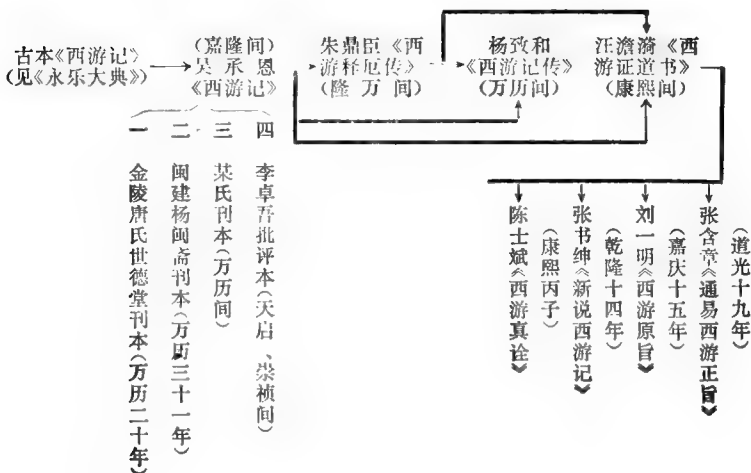 古本《西游记》
(见《永乐大典》)
(嘉隆间)
吴承恩
《西游记》
朱鼎臣《西
游释厄传》
(隆万间)
杨致和
《西游记传》
(万历间)
汪澹漪《西
游证道书》
(康熙间)
一 金陵唐氏世德堂刊本(万历二十年)
二 闽建杨闽斋刊本(万历三十一年)
三 某氏刊本(万历间)
四 李卓吾批评本(天启、崇祯间)
陈士斌《西游真诠》
(康熙丙子)
张书绅《新说西游记》
(乾隆十四年)
刘一明《西游原旨》
(嘉庆十五年)
张含章《通易西游正旨》
(道光十九年)